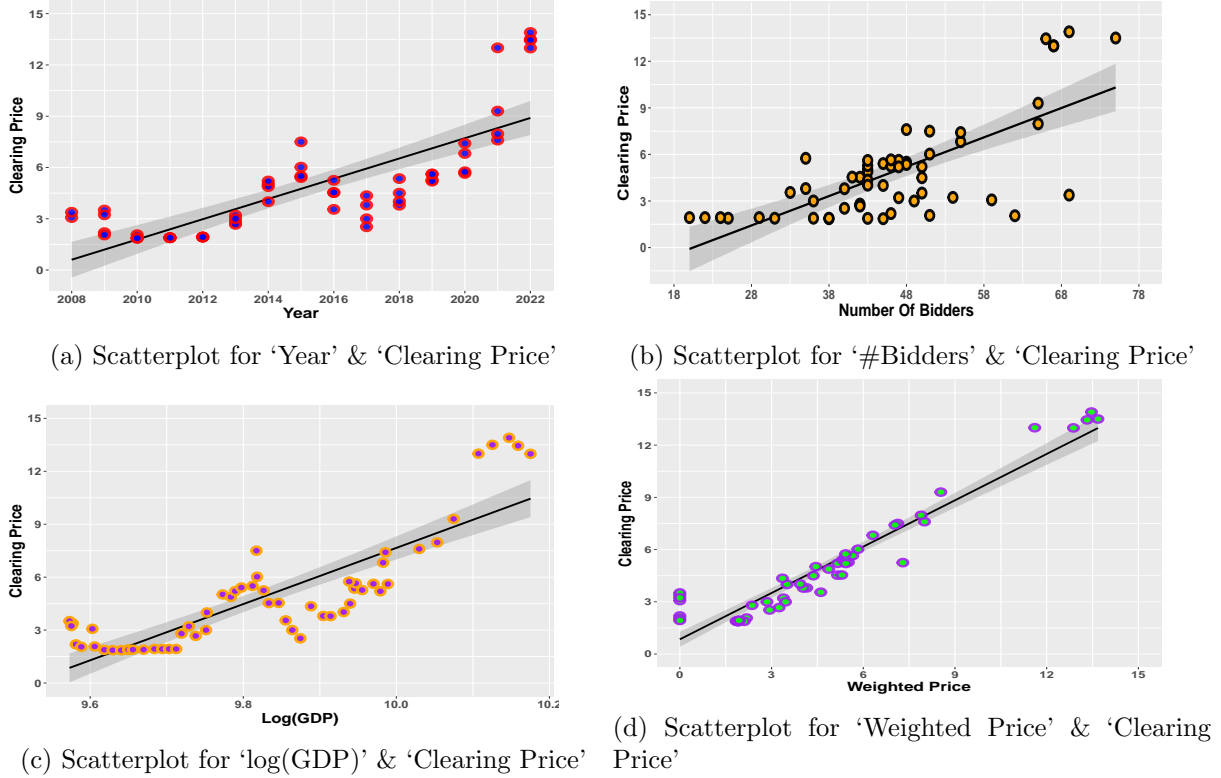 15
12
9
6
3
0
Clearing Price
2008 2010 2012 2014 2016 2018 2020 2022
Year
(a) Scatterplot for ‘Year’ & ‘Clearing Price’
15
12
9
6
3
0
Clearing Price
18 28 38 48 58 68 78
Number Of Bidders
(b) Scatterplot for ‘#Bidders’ & ‘Clearing Price’
15
12
9
6
3
0
Clearing Price
9.6 9.8 10.0 10.2
Log(GDP)
(c) Scatterplot for ‘log(GDP)’ & ‘Clearing Price’
15
12
9
6
3
0
Clearing Price
0 3 6 9 12 15
Weighted Price
(d) Scatterplot for ‘Weighted Price’ & ‘Clearing
Price’